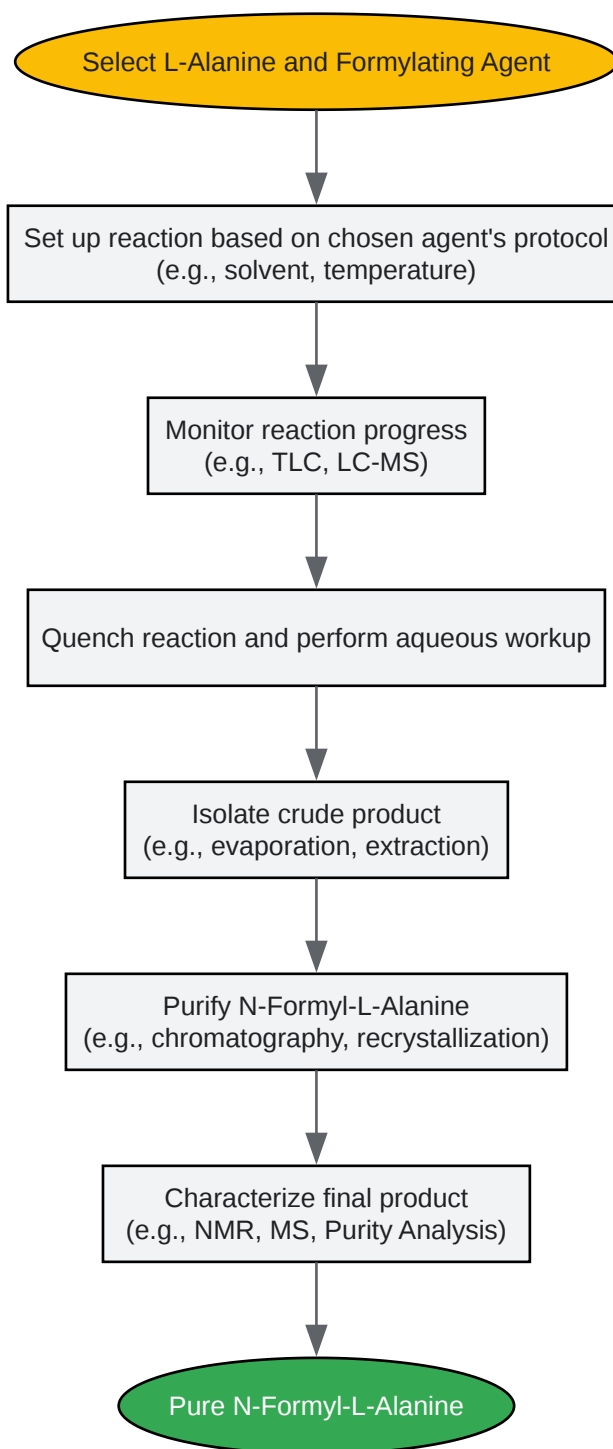 Select L-Alanine and Formylating Agent
Set up reaction based on chosen agent's protocol
(e.g., solvent, temperature)
Monitor reaction progress
(e.g., TLC, LC-MS)
Quench reaction and perform aqueous workup
Isolate crude product
(e.g., evaporation, extraction)
Purify N-Formyl-L-Alanine
(e.g., chromatography, recrystallization)
Characterize final product
(e.g., NMR, MS, Purity Analysis)
Pure N-Formyl-L-Alanine